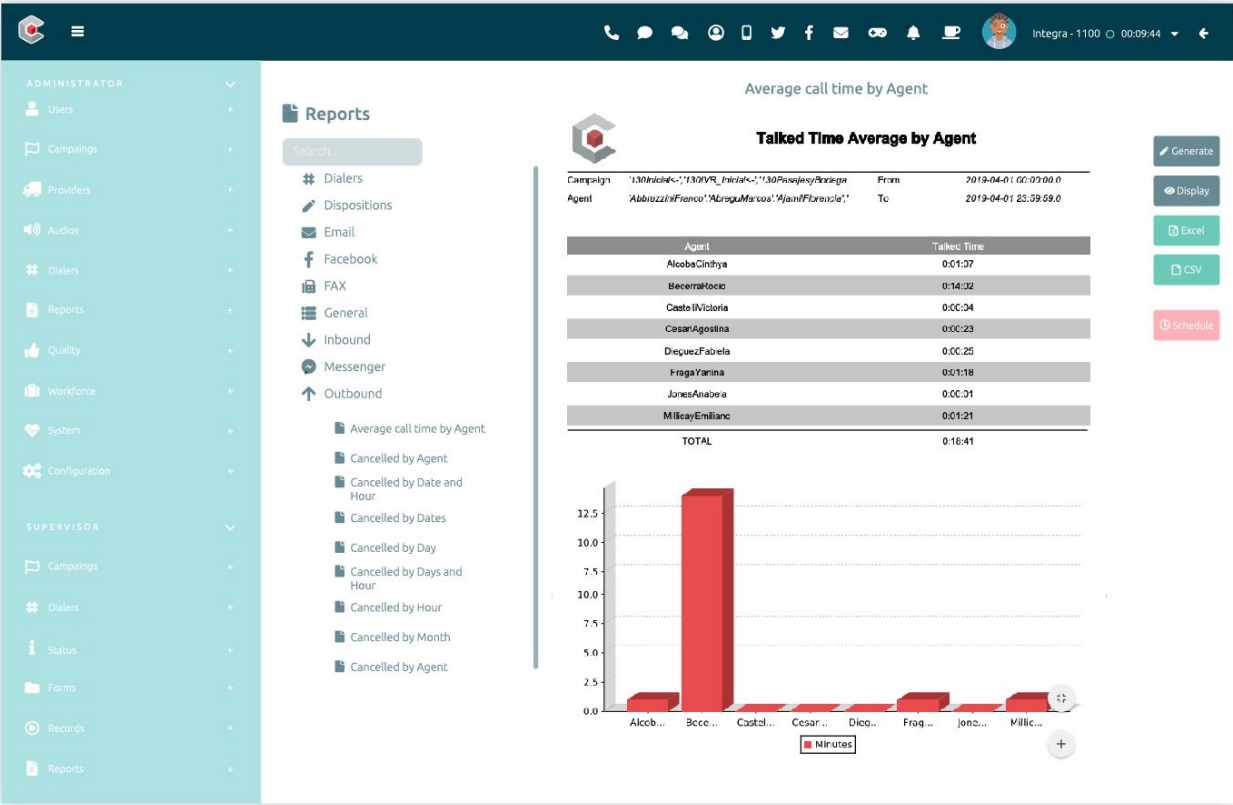 Integra - 1100 00:09:44
ADMINISTRATOR
Users +
Campaings +
Providers +
Audios +
Dialers +
Reports +
Quality +
Workforce +
System +
Configuration +
SUPERVISOR
Campaings +
Dialers +
Status +
Forms +
Records +
Reports +
Reports
Search...
Dialers
Dispositions
Email
Facebook
FAX
General
Inbound
Messenger
Outbound
Average call time by Agent
Cancelled by Agent
Cancelled by Date and
Hour
Cancelled by Dates
Cancelled by Day
Cancelled by Days and
Hour
Cancelled by Hour
Cancelled by Month
Cancelled by Agent
Average call time by Agent
Talked Time Average by Agent
Campaign '130Inicial<-','130IVR_Inicial<-','130PasajesyBodega From 2019-04-01 00:00:00.0
Agent 'AbbruzziniFranco','AbreguMarcos','AjamilFlorencia',' To 2019-04-01 23:59:59.0
Agent Talked Time
AlcobaCinthya 0:01:07
BecerraRocio 0:14:02
CastelliVictoria 0:00:04
CesariAgostina 0:00:23
DieguezFabiela 0:00:25
FragaYanina 0:01:18
JonesAnabela 0:00:01
MillicayEmiliano 0:01:21
TOTAL 0:18:41
12.5
10.0
7.5
10.0
7.5
5.0
2.5
0.0
Alcob... Bece... Castel... Cesar... Dieg... Frag... Jone... Millic...
Minutes
+
Generate
Display
Excel
CSV
Schedule